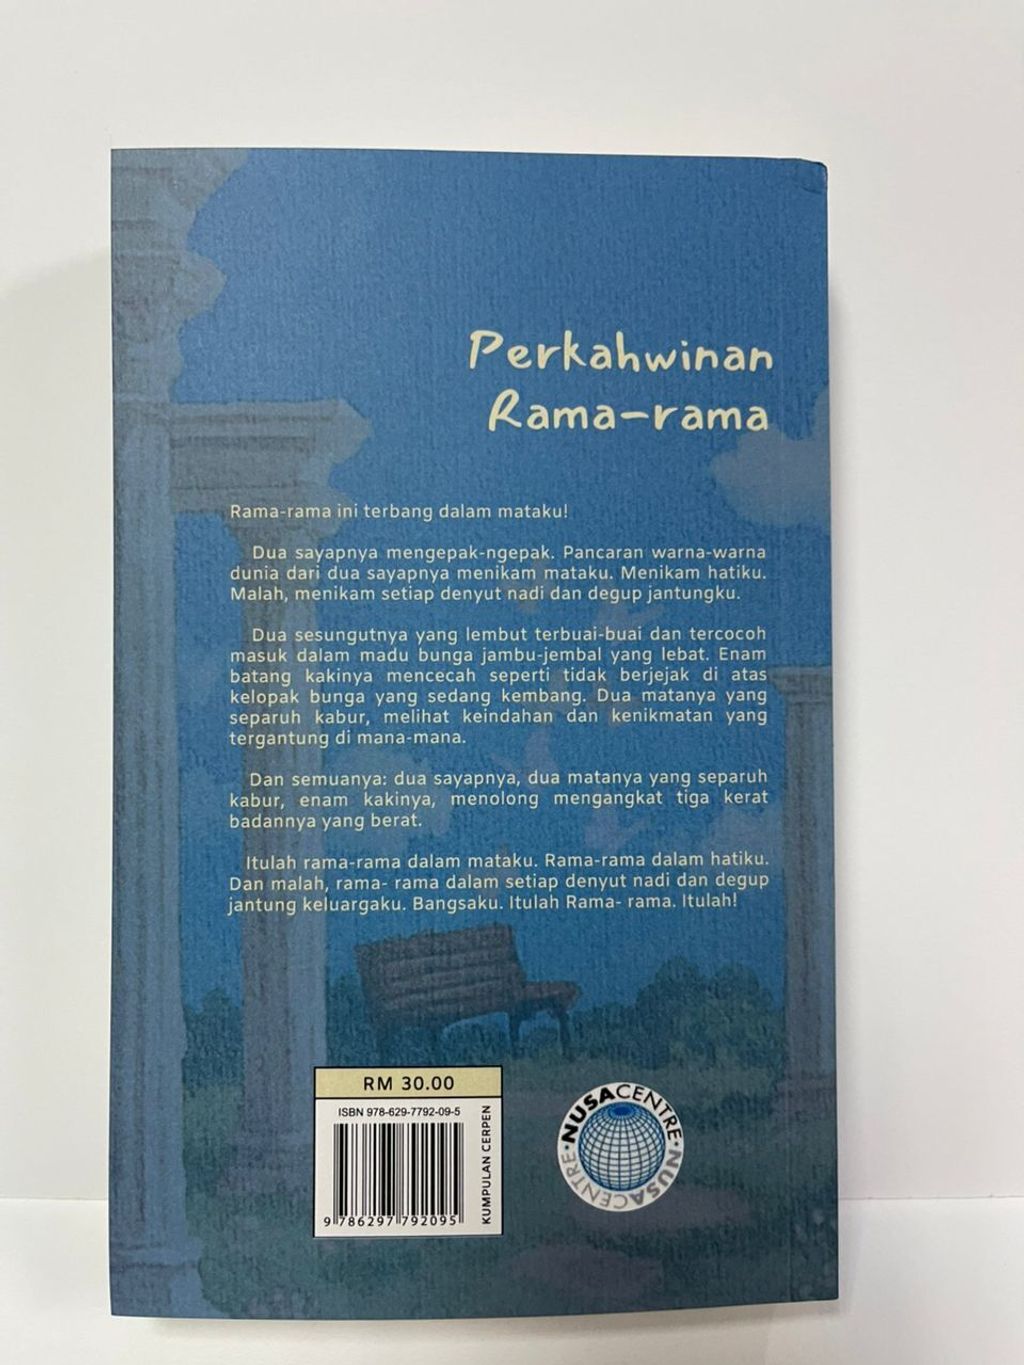 Perkahwinan
Rama-rama
Rama-rama ini terbang dalam mataku!
Dua sayapnya mengepak-ngepak. Pancaran warna-warna
dunia dari dua sayapnya menikam mataku. Menikam hatiku.
Malah, menikam setiap denyut nadi dan degup jantungku.
Dua sesungutnya yang lembut terbuai-buai dan tercocoh
masuk dalam madu bunga jambu-jembal yang lebat. Enam
batang kakinya mencecah seperti tidak berjejak di atas
kelopak bunga yang sedang kembang. Dua matanya yang
separuh kabur, melihat keindahan dan kenikmatan yang
tergantung di mana-mana.
Dan semuanya: dua sayapnya, dua matanya yang separuh
kabur, enam kakinya, menolong mengangkat tiga kerat
badannya yang berat.
Itulah rama-rama dalam mataku. Rama-rama dalam hatiku.
Dan malah, rama- rama dalam setiap denyut nadi dan degup
jantung keluargaku. Bangsaku. Itulah Rama- rama. Itulah!
RM 30.00
ISBN 978-629-7792-09-5
9 786297 792095
KUMPULAN CERPEN
NUSACENTRE • NUSACENTRE •